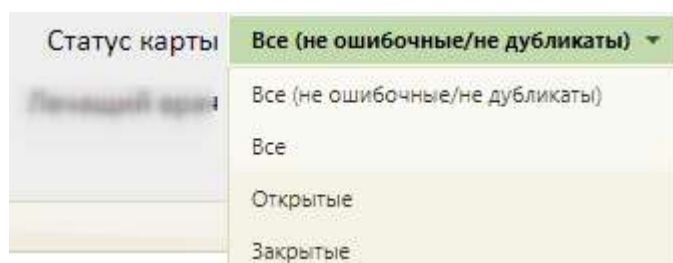 Статус карты Все (не ошибочные/не дубликаты)
Все (не ошибочные/не дубликаты)
Все
Открытые
Закрытые